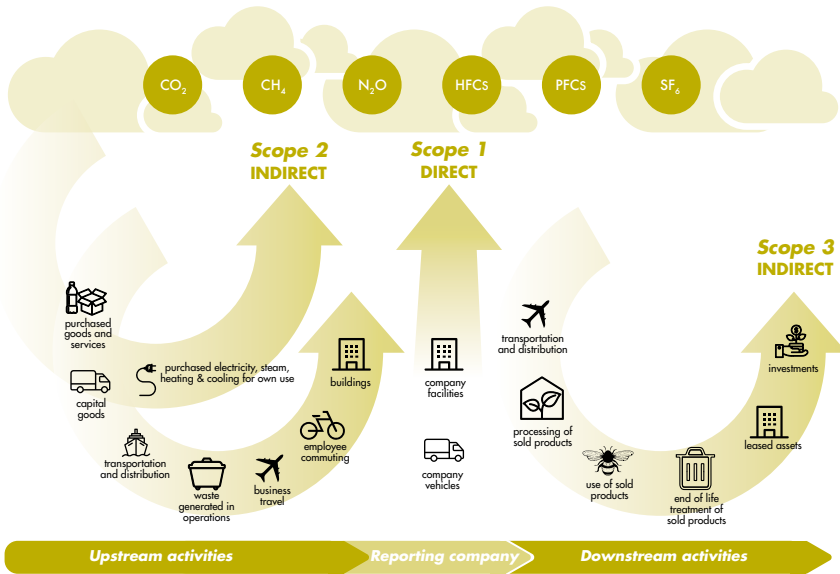 CO₂
CH₄
N₂O
HFCs
PFCs
SF₆
Scope 2
INDIRECT
Scope 1
DIRECT
Scope 3
INDIRECT
purchased
goods and
services
capital
goods
purchased electricity, steam,
heating & cooling for own use
transportation
and distribution
waste
generated in
operations
business
travel
employee
commuting
buildings
company
facilities
company
vehicles
transportation
and distribution
processing of
sold products
use of sold
products
end of life
treatment of
sold products
leased assets
investments
Upstream activities
Reporting company
Downstream activities